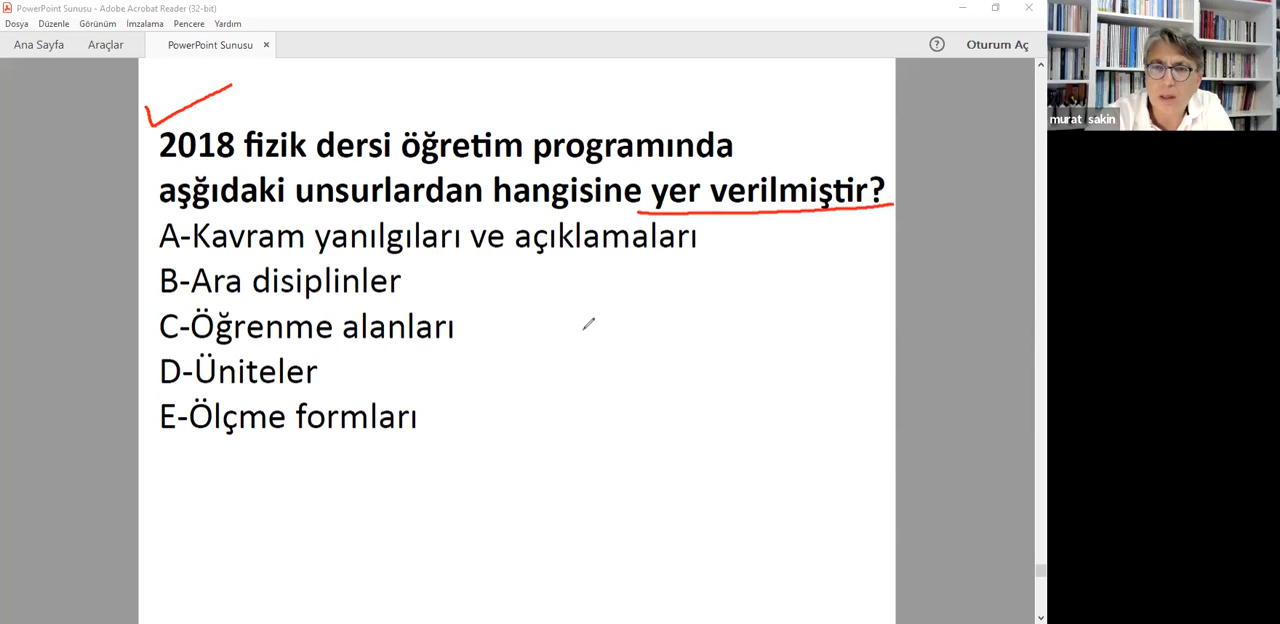 PowerPoint Sunusu - Adobe Acrobat Reader (32-bit)
Dosya Düzenle Görünüm İmzalama Pencere Yardım
Ana Sayfa Araçlar PowerPoint Sunusu × Oturum Aç
murat sakin
2018 fizik dersi öğretim programında
aşğıdaki unsurlardan hangisine yer verilmiştir?
A-Kavram yanılgıları ve açıklamaları
B-Ara disiplinler
C-Öğrenme alanları
D-Üniteler
E-Ölçme formları